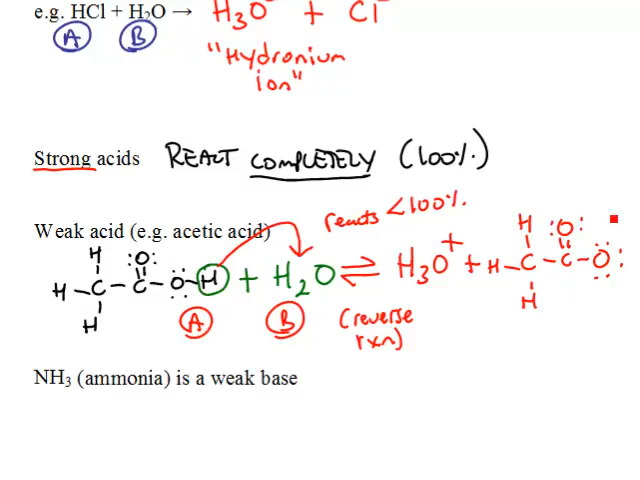 e.g. HCl + H₂O → H₃O + Cl
A B
"Hydronium
ion"
Strong acids REACT COMPLETELY (100%)
reacts <100%
Weak acid (e.g. acetic acid)
H :O: H :O:
H – C – C – O – H + H₂O ⇌ H₃O⁺ + H – C – C – O:
H H
A B (reverse
rxn)
NH₃ (ammonia) is a weak base